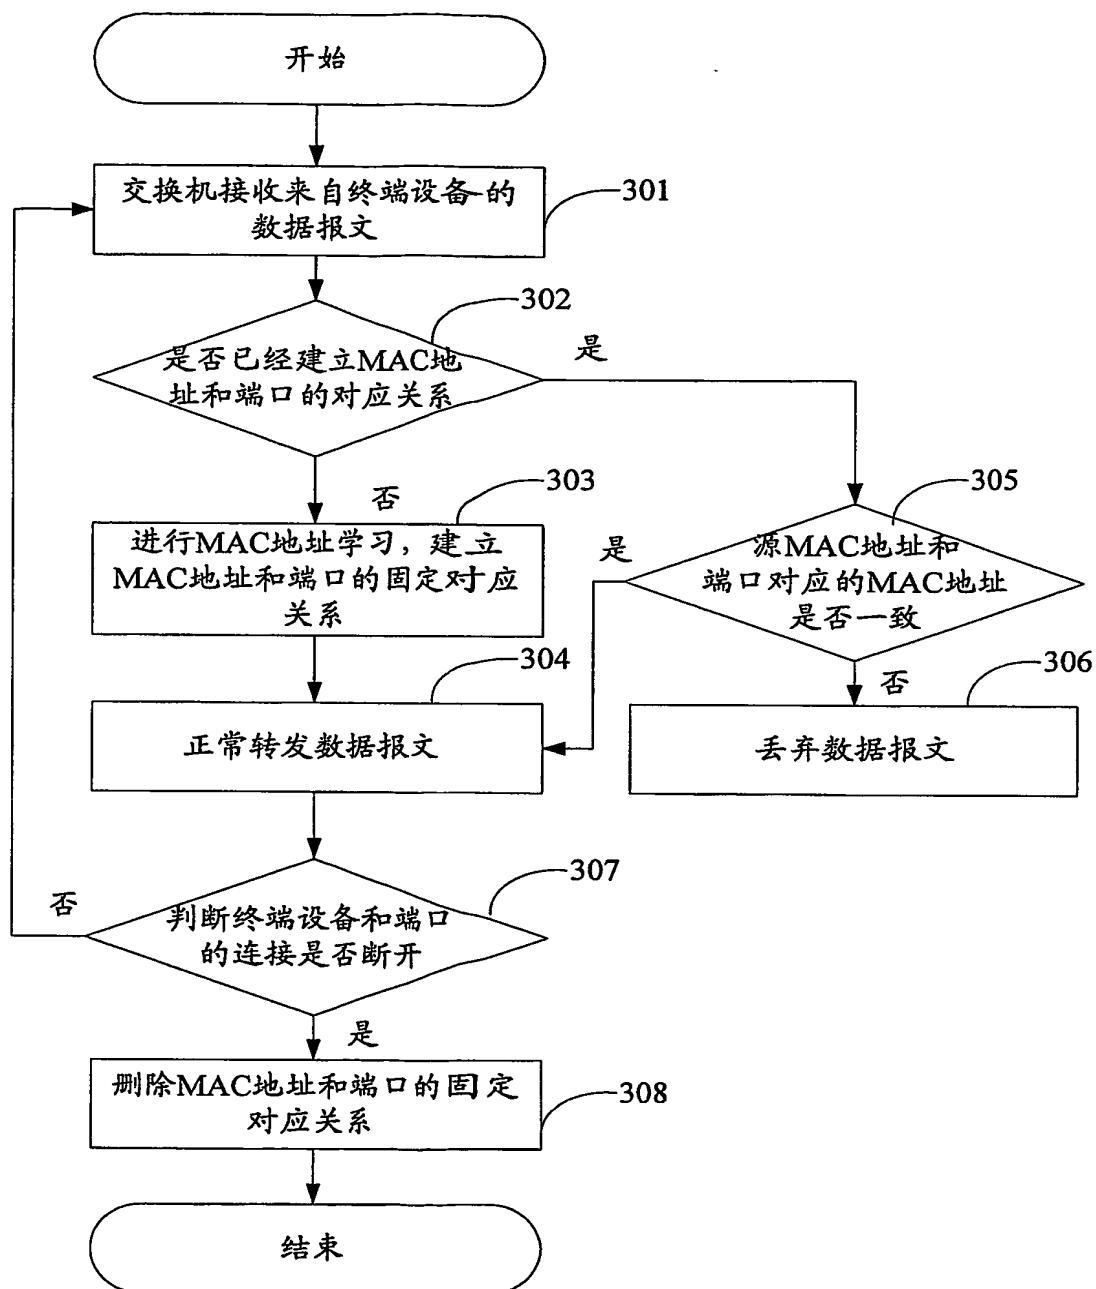 开始
交换机接收来自终端设备的
数据报文
301
302
是否已经建立MAC地
址和端口的对应关系
是
否
303
进行MAC地址学习，建立
MAC地址和端口的固定对应
关系
305
是
源MAC地址和
端口对应的MAC地址
是否一致
304
正常转发数据报文
否
306
丢弃数据报文
307
否
判断终端设备和端口
的连接是否断开
是
删除MAC地址和端口的固定
对应关系
308
结束